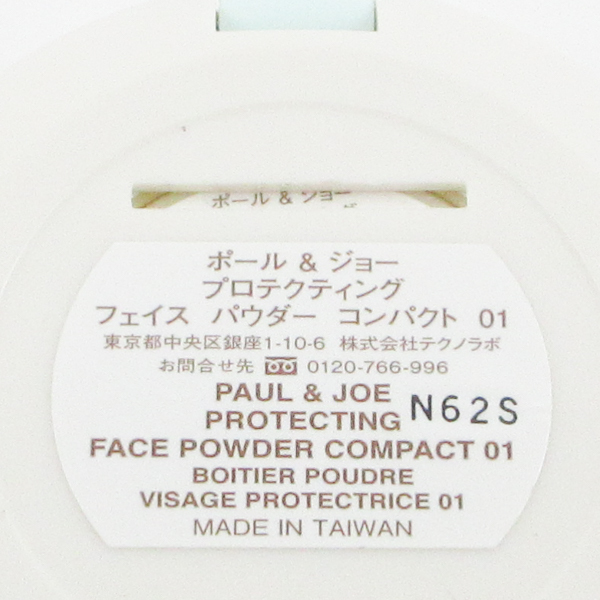 ポール & ジョー
ポール & ジョー
プロテクティング
フェイス パウダー コンパクト 01
東京都中央区銀座1-10-6 株式会社テクノラボ
お問合せ先 0120-766-996
PAUL & JOE
PROTECTING N62S
FACE POWDER COMPACT 01
BOITIER POUDRE
VISAGE PROTECTRICE 01
MADE IN TAIWAN